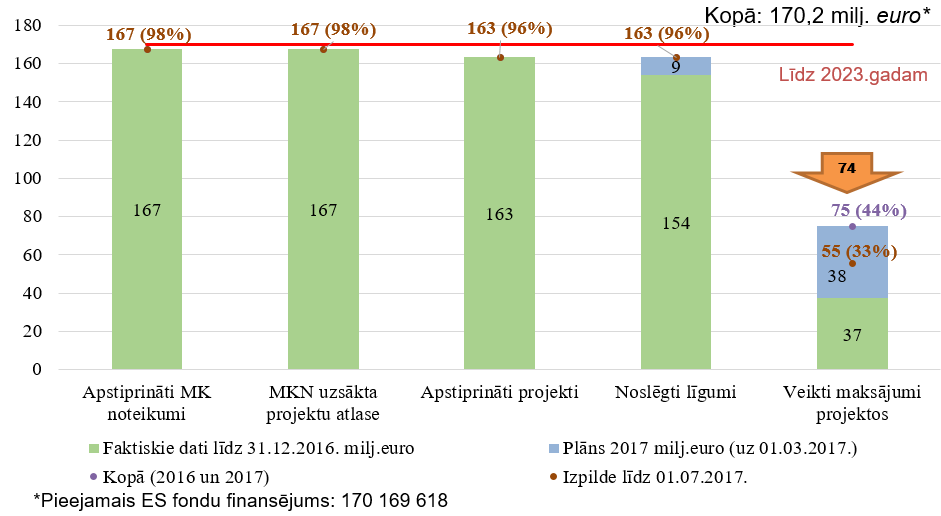 Kopā: 170,2 milj. euro*
180
160
140
120
100
80
60
40
20
0
167 (98%)
167 (98%)
163 (96%)
163 (96%)
Līdz 2023.gadam
9
74
75 (44%)
55 (33%)
38
37
167
167
163
154
Apstiprināti MK
noteikumi
MKN uzsākta
projektu atlase
Apstiprināti projekti
Noslēgti līgumi
Veikti maksājumi
projektos
Faktiskie dati līdz 31.12.2016. milj.euro
Plāns 2017 milj.euro (uz 01.03.2017.)
Kopā (2016 un 2017)
Izpilde līdz 01.07.2017.
*Pieejamais ES fondu finansējums: 170 169 618